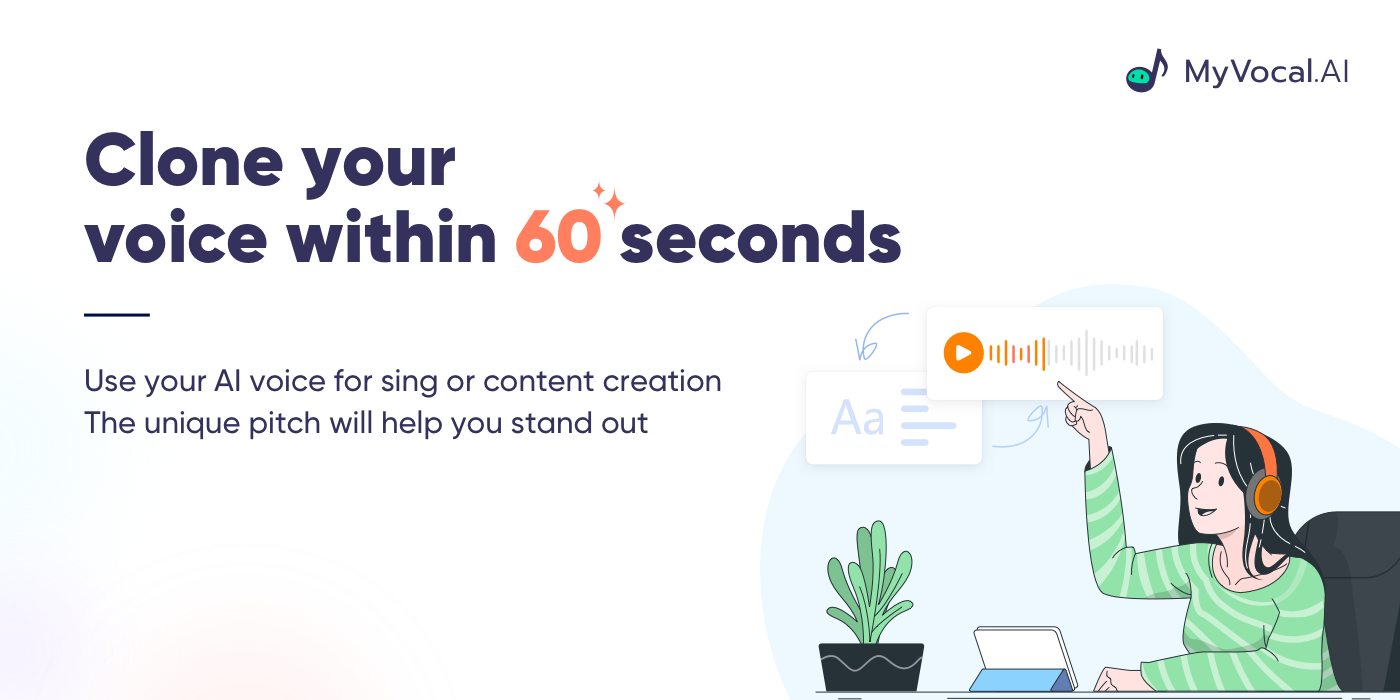 MyVocal.AI
Clone your
voice within 60 seconds
Use your AI voice for sing or content creation
The unique pitch will help you stand out
Aa